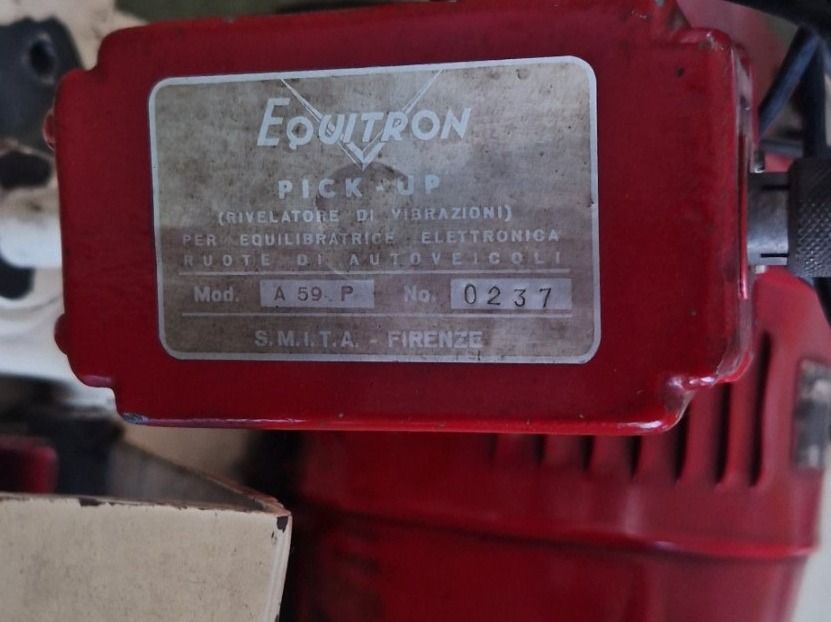 EQUITRON
PICK-UP
(RIVELATORE DI VIBRAZIONI)
PER EQUILIBRATRICE ELETTRONICA
RUOTE DI AUTOVEICOLI
Mod. A 59 P No. 0237
S.M.I.T.A. - FIRENZE